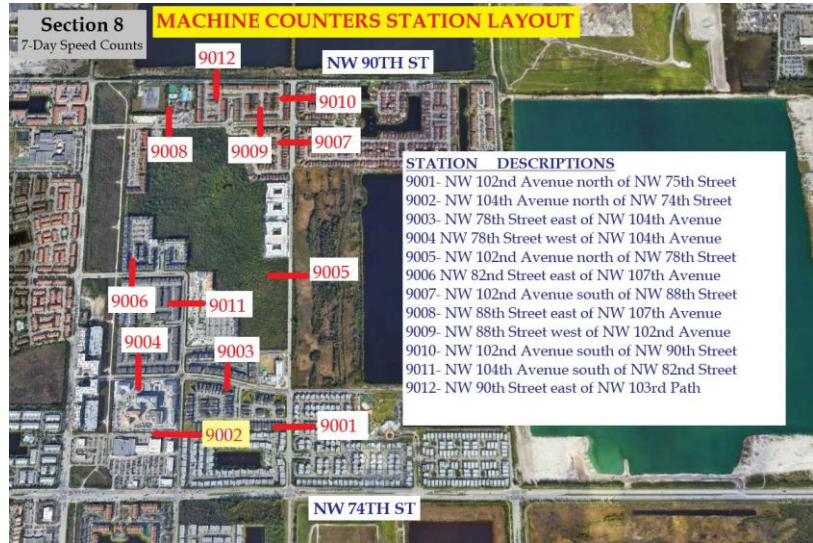 Section 8
7-Day Speed Counts
MACHINE COUNTERS STATION LAYOUT
9012
NW 90TH ST
9010
9008
9009
9007
STATION DESCRIPTIONS
9001- NW 102nd Avenue north of NW 75th Street
9002- NW 104th Avenue north of NW 74th Street
9003- NW 78th Street east of NW 104th Avenue
9004 NW 78th Street west of NW 104th Avenue
9005- NW 102nd Avenue north of NW 78th Street
9006 NW 82nd Street east of NW 107th Avenue
9007- NW 102nd Avenue south of NW 88th Street
9008- NW 88th Street east of NW 107th Avenue
9009- NW 88th Street west of NW 102nd Avenue
9010- NW 102nd Avenue south of NW 90th Street
9011- NW 104th Avenue south of NW 82nd Street
9012- NW 90th Street east of NW 103rd Path
9005
9006
9011
9004
9003
9002
9001
NW 74TH ST